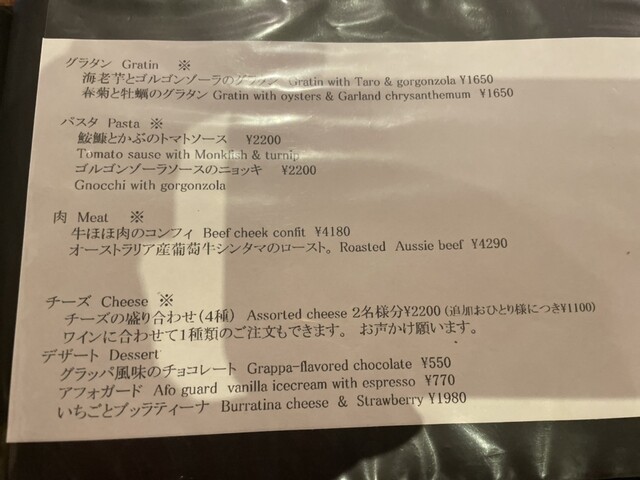 グラタン Gratin ※
海老芋とゴルゴンゾーラのグラタン Gratin with Taro & gorgonzola ¥1650
春菊と牡蠣のグラタン Gratin with oysters & Garland chrysanthemum ¥1650
パスタ Pasta ※
鮟鱇とかぶのトマトソース ¥2200
Tomato sause with Monkfish & turnip
ゴルゴンゾーラソースのニョッキ ¥2200
Gnocchi with gorgonzola
肉 Meat ※
牛ほほ肉のコンフィ Beef cheek confit ¥4180
オーストラリア産葡萄牛シンタマのロースト。 Roasted Aussie beef ¥4290
チーズ Cheese ※
チーズの盛り合わせ(4種) Assorted cheese 2名様分¥2200 (追加おひとり様につき¥1100)
ワインに合わせて1種類のご注文もできます。 お声かけ願います。
デザート Dessert
グラッパ風味のチョコレート Grappa-flavored chocolate ¥550
アフォガード Afo guard vanilla icecream with espresso ¥770
いちごとブッラティーナ Burratina cheese & Strawberry ¥1980